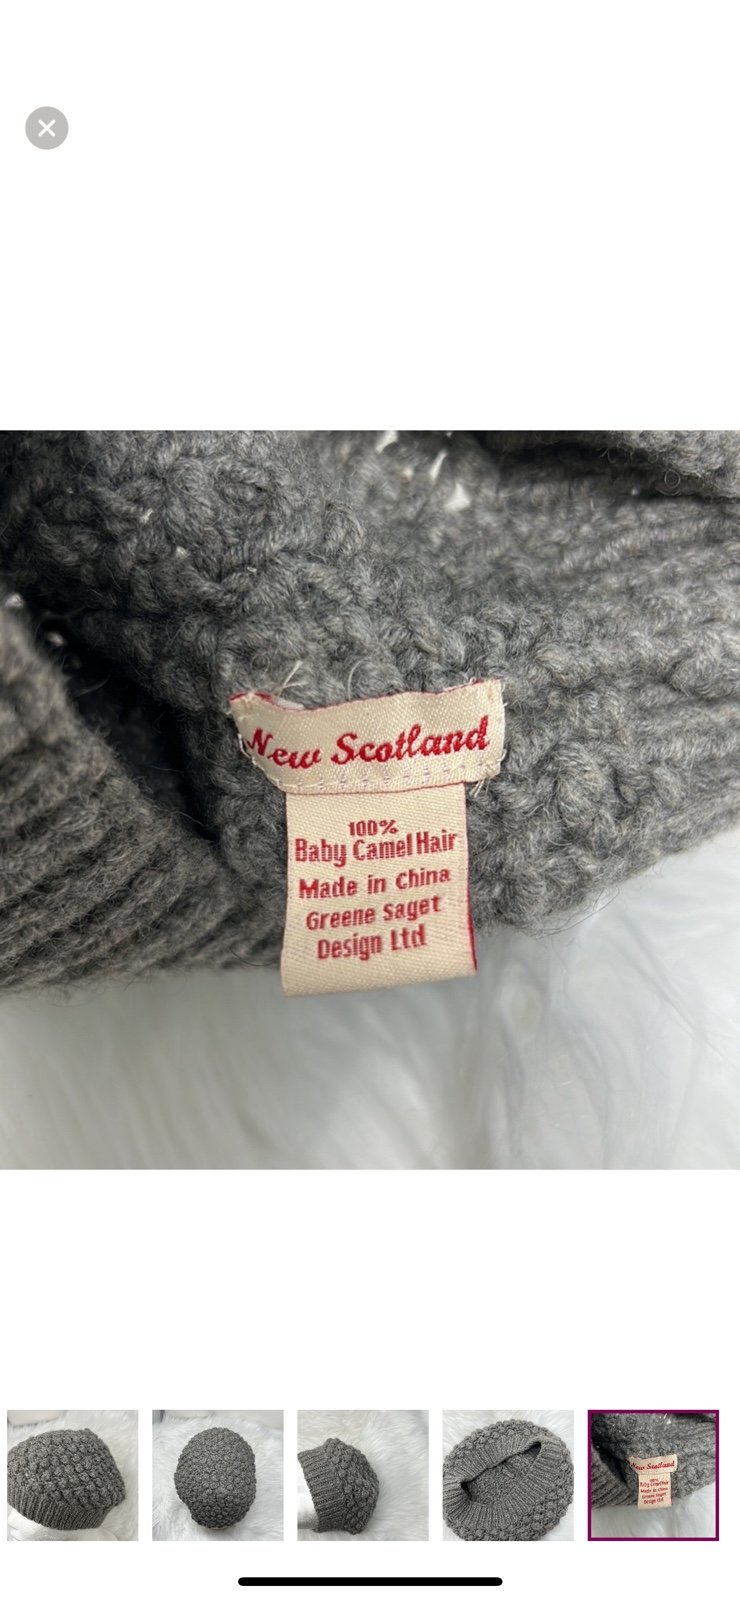 New Scotland
100%
Baby Camel Hair
Made in China
Greene Saget
Design Ltd